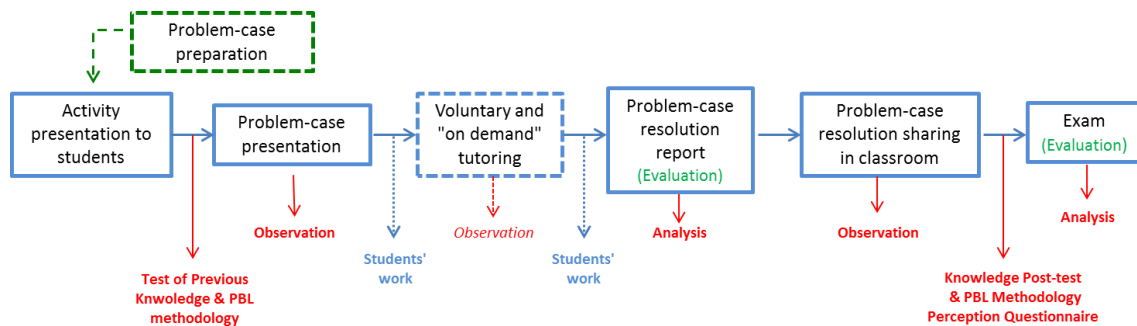 Problem-case
preparation
Activity
presentation to
students
Problem-case
presentation
Voluntary and
"on demand"
tutoring
Problem-case
resolution
report
(Evaluation)
Problem-case
resolution sharing
in classroom
Exam
(Evaluation)
Observation
Observation
Analysis
Observation
Analysis
Students'
work
Students'
work
Test of Previous
Knwoledge & PBL
methodology
Knowledge Post-test
& PBL Methodology
Perception Questionnaire